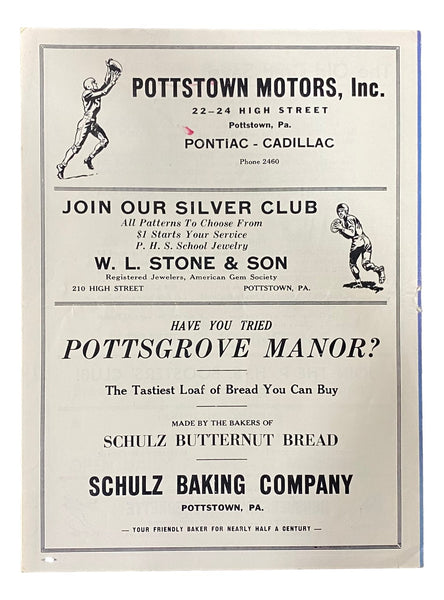 POTTSTOWN MOTORS, Inc.
22-24 HIGH STREET
Pottstown, Pa.
PONTIAC - CADILLAC
Phone 2460
JOIN OUR SILVER CLUB
All Patterns To Choose From
$1 Starts Your Service
P. H. S. School Jewelry
W. L. STONE & SON
Registered Jewelers, American Gem Society
210 HIGH STREET POTTSTOWN, PA.
HAVE YOU TRIED
POTTSGROVE MANOR?
The Tastiest Loaf of Bread You Can Buy
MADE BY THE BAKERS OF
SCHULZ BUTTERNUT BREAD
SCHULZ BAKING COMPANY
POTTSTOWN, PA.
— YOUR FRIENDLY BAKER FOR NEARLY HALF A CENTURY —